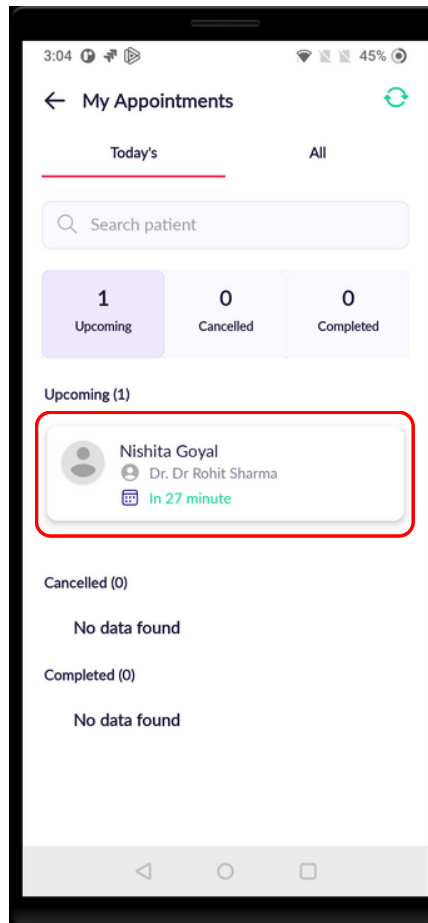 3:04 45%
My Appointments
Today's All
Search patient
1 0 0
Upcoming Cancelled Completed
Upcoming (1)
Nishita Goyal
Dr. Dr Rohit Sharma
In 27 minute
Cancelled (0)
No data found
Completed (0)
No data found